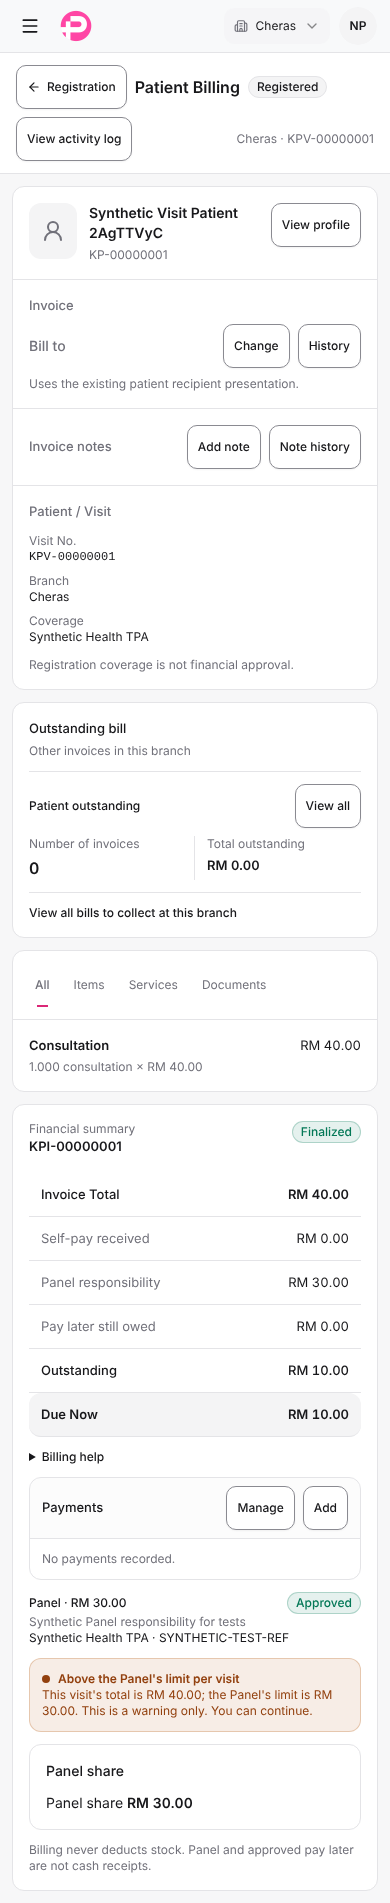 Cheras
NP
Registration
Patient Billing
Registered
View activity log
Cheras · KPV-00000001
Synthetic Visit Patient
2AgTTVyC
KP-00000001
View profile
Invoice
Bill to
Change
History
Uses the existing patient recipient presentation.
Invoice notes
Add note
Note history
Patient / Visit
Visit No.
KPV-00000001
Branch
Cheras
Coverage
Synthetic Health TPA
Registration coverage is not financial approval.
Outstanding bill
Other invoices in this branch
Patient outstanding
View all
Number of invoices
0
Total outstanding
RM 0.00
View all bills to collect at this branch
All
Items
Services
Documents
Consultation
RM 40.00
1.000 consultation × RM 40.00
Financial summary
KPI-00000001
Finalized
Invoice Total
RM 40.00
Self-pay received
RM 0.00
Panel responsibility
RM 30.00
Pay later still owed
RM 0.00
Outstanding
RM 10.00
Due Now
RM 10.00
Billing help
Payments
Manage
Add
No payments recorded.
Panel · RM 30.00
Approved
Synthetic Panel responsibility for tests
Synthetic Health TPA · SYNTHETIC-TEST-REF
Above the Panel's limit per visit
This visit's total is RM 40.00; the Panel's limit is RM
30.00. This is a warning only. You can continue.
Panel share
Panel share RM 30.00
Billing never deducts stock. Panel and approved pay later
are not cash receipts.